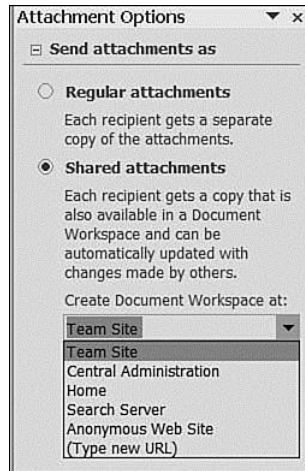 Attachment Options
Send attachments as
Regular attachments
Each recipient gets a separate
copy of the attachments.
Shared attachments
Each recipient gets a copy that is
also available in a Document
Workspace and can be
automatically updated with
changes made by others.
Create Document Workspace at:
Team Site
Team Site
Central Administration
Home
Search Server
Anonymous Web Site
(Type new URL)